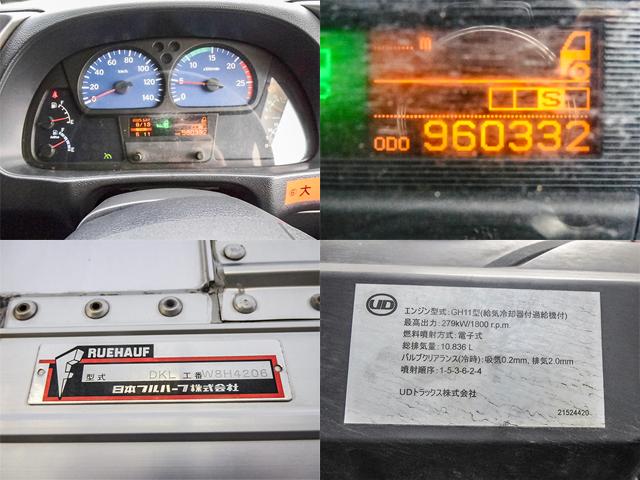 0 20 40 60 80 100 120 140
km/h
0 5 10 15 20 25
x100r/min
960332
大
m
S
ODO 960332
RUEHAUF
型式 DKL 工番 W8H4206
日本フルハーフ株式会社
UD
エンジン型式:GH11型(給気冷却器付過給機付)
最高出力:279kW/1800 r.p.m.
燃料噴射方式:電子式
総排気量:10.836 L
バルブクリアランス(冷時):吸気0.2mm, 排気2.0mm
噴射順序:1-5-3-6-2-4
UDトラックス株式会社
21524420